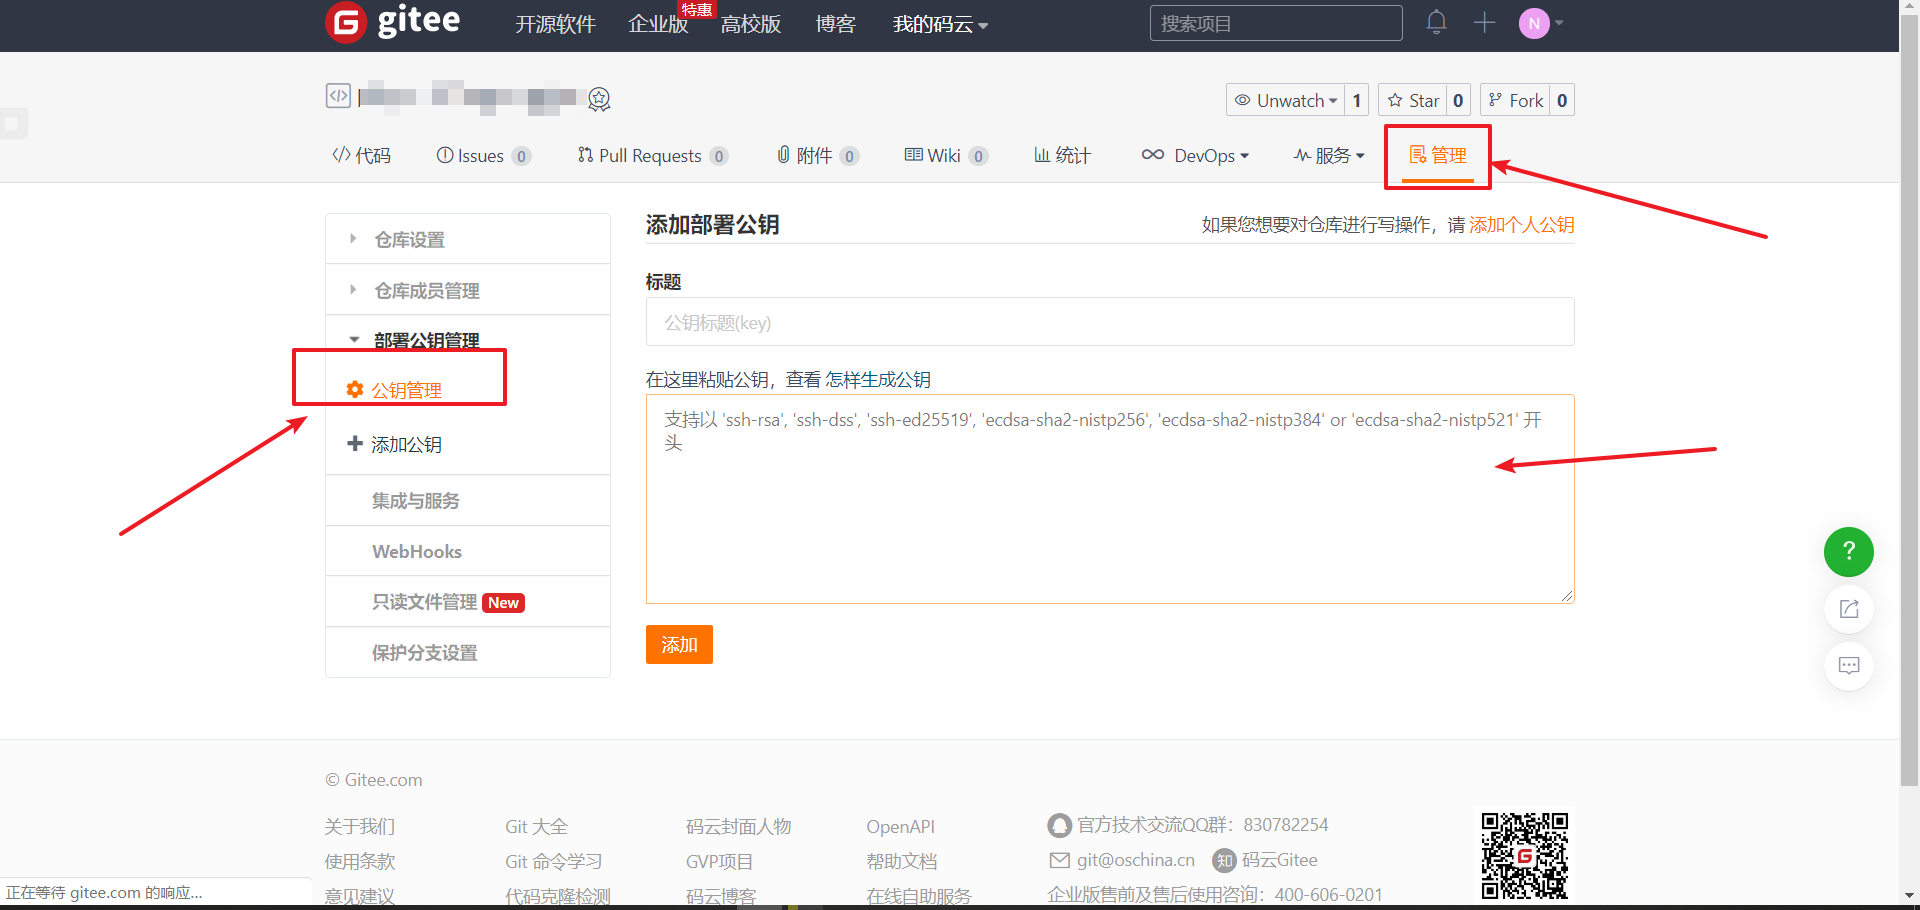 gitee 开源软件 企业版 特惠 高校版 博客 我的码云 搜索项目 N
Unwatch 1 Star 0 Fork 0
代码 Issues 0 Pull Requests 0 附件 0 Wiki 0 统计 DevOps 服务 管理
仓库设置
仓库成员管理
部署公钥管理
公钥管理
添加公钥
集成与服务
WebHooks
只读文件管理 New
保护分支设置
添加部署公钥 如果您想要对仓库进行写操作，请 添加个人公钥
标题
公钥标题(key)
在这里粘贴公钥，查看 怎样生成公钥
支持以 'ssh-rsa', 'ssh-dss', 'ssh-ed25519', 'ecdsa-sha2-nistp256', 'ecdsa-sha2-nistp384' or 'ecdsa-sha2-nistp521' 开
头
添加
?
© Gitee.com
关于我们 Git 大全 码云封面人物 OpenAPI 官方技术交流QQ群：830782254
使用条款 Git 命令学习 GVP项目 帮助文档 git@oschina.cn 知 码云Gitee
意见建议 代码克隆检测 码云博客 在线自助服务 企业版售前及售后使用咨询：400-606-0201
正在等待 gitee.com 的响应...